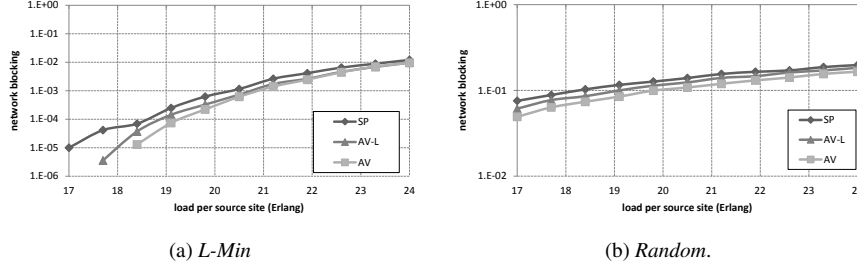 1.E+00
1.E-01
1.E-02
1.E-03
1.E-04
1.E-05
1.E-06
network blocking
17 18 19 20 21 22 23 24
load per source site (Erlang)
SP
AV-L
AV
(a) L-Min
1.E+00
1.E-01
1.E-02
network blocking
17 18 19 20 21 22 23
load per source site (Erlang)
SP
AV-L
AV
(b) Random.